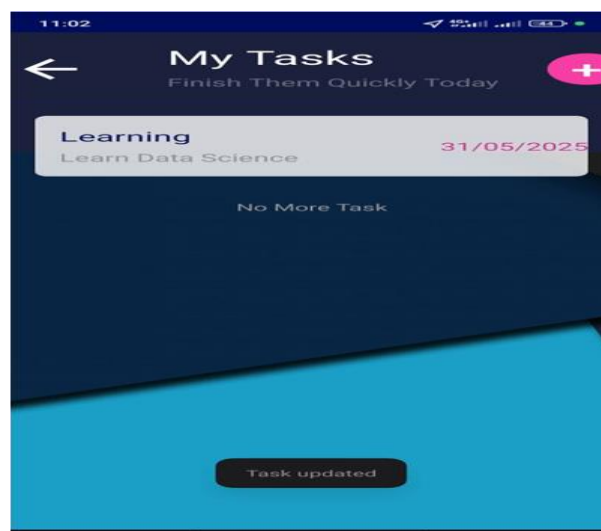 11:02
44
My Tasks
Finish Them Quickly Today
+
Learning
Learn Data Science
31/05/2025
No More Task
Task updated